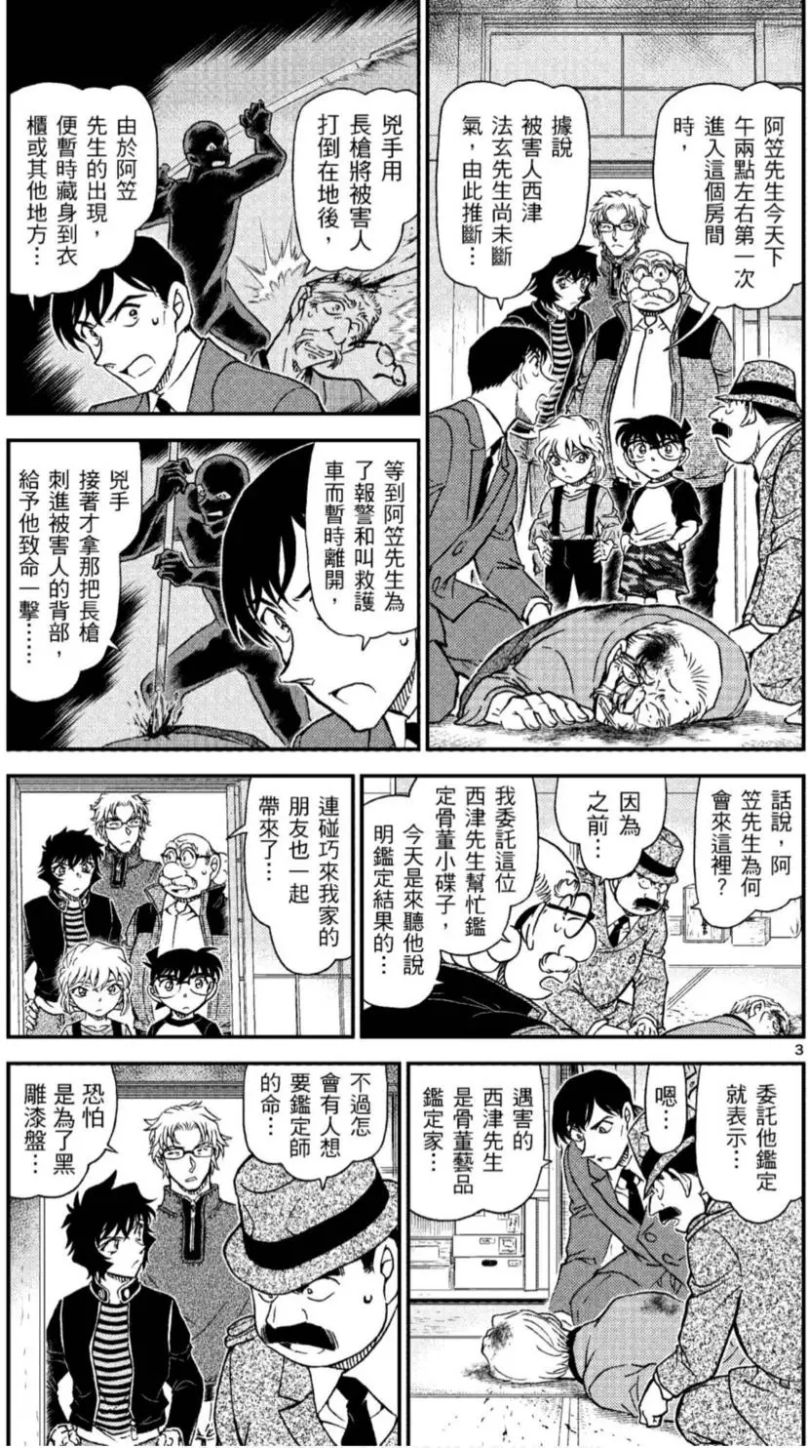 阿笠先生今天下
午兩點左右第一次
進入這個房間
時，
據說
被害人西津
法玄先生尚未斷
氣，由此推斷…
兇手用
長槍將被害人
打倒在地後，
由於阿笠
先生的出現，
便暫時藏身到衣
櫃或其他地方…
等到阿笠先生為
了報警和叫救護
車而暫時離開，
兇手
接著才拿那把長槍
刺進被害人的背部，
給予他致命一擊……
話說，阿
笠先生為何
會來這裡？
因為
之前…
我委託這位
西津先生幫忙鑑
定骨董小碟子，
今天是來聽他說
明鑑定結果的…
連碰巧來我家的
朋友也一起
帶來了…
3
委託他鑑定
就表示…
嗯…
遇害的
西津先生
是骨董藝品
鑑定家…
不過怎
會有人想
要鑑定師
的命…
恐怕
是為了黑
雕漆盤…